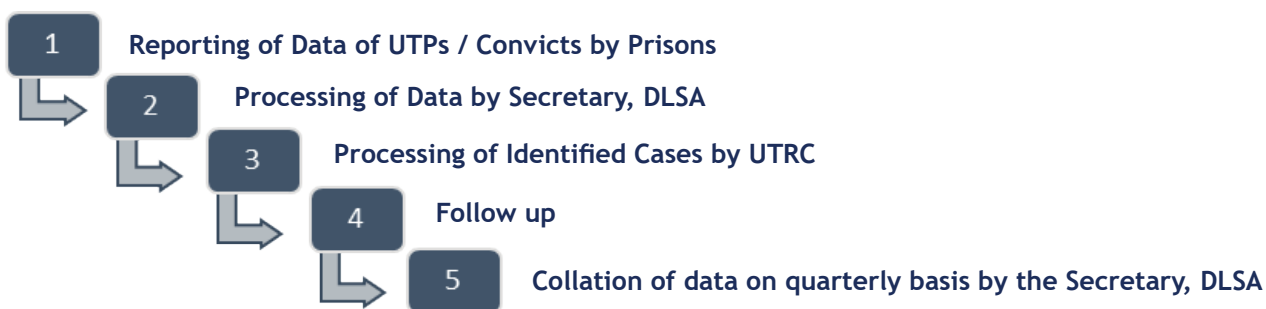 1 Reporting of Data of UTPs / Convicts by Prisons
2 Processing of Data by Secretary, DLSA
3 Processing of Identified Cases by UTRC
4 Follow up
5 Collation of data on quarterly basis by the Secretary, DLSA